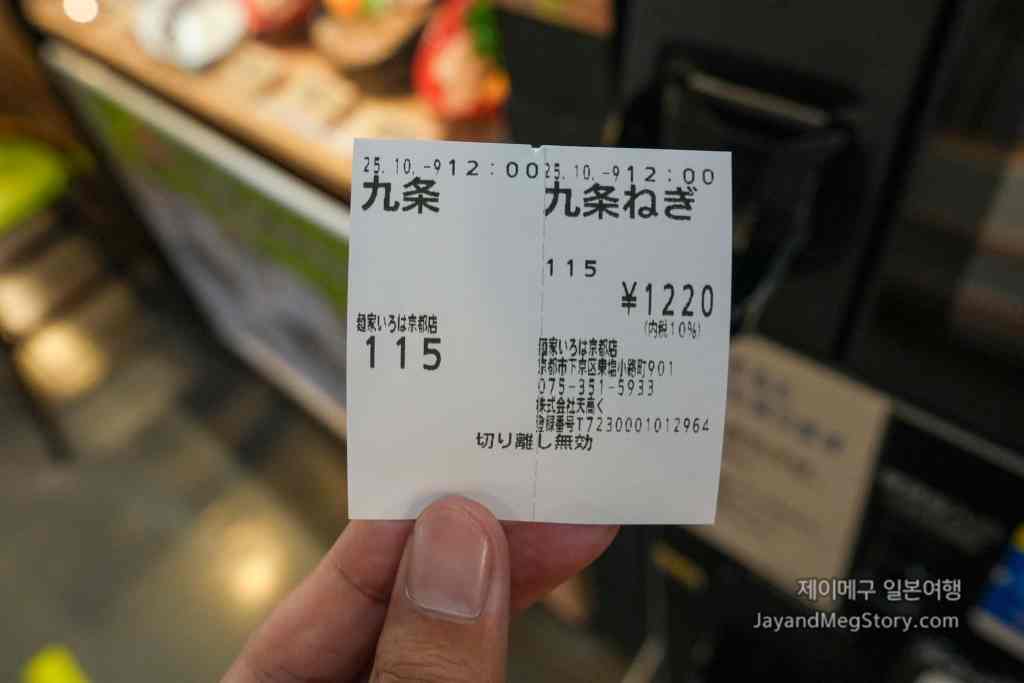 25.10.-9 12:00
九条
麺家いろは京都店
115
25.10.-9 12:00
九条ねぎ
115
¥1220
(内税10%)
麺家いろは京都店
京都市下京区東塩小路町901
075-351-5933
株式会社天高く
登録番号T7230001012964
切り離し無効
제이메구 일본여행
JayandMegStory.com